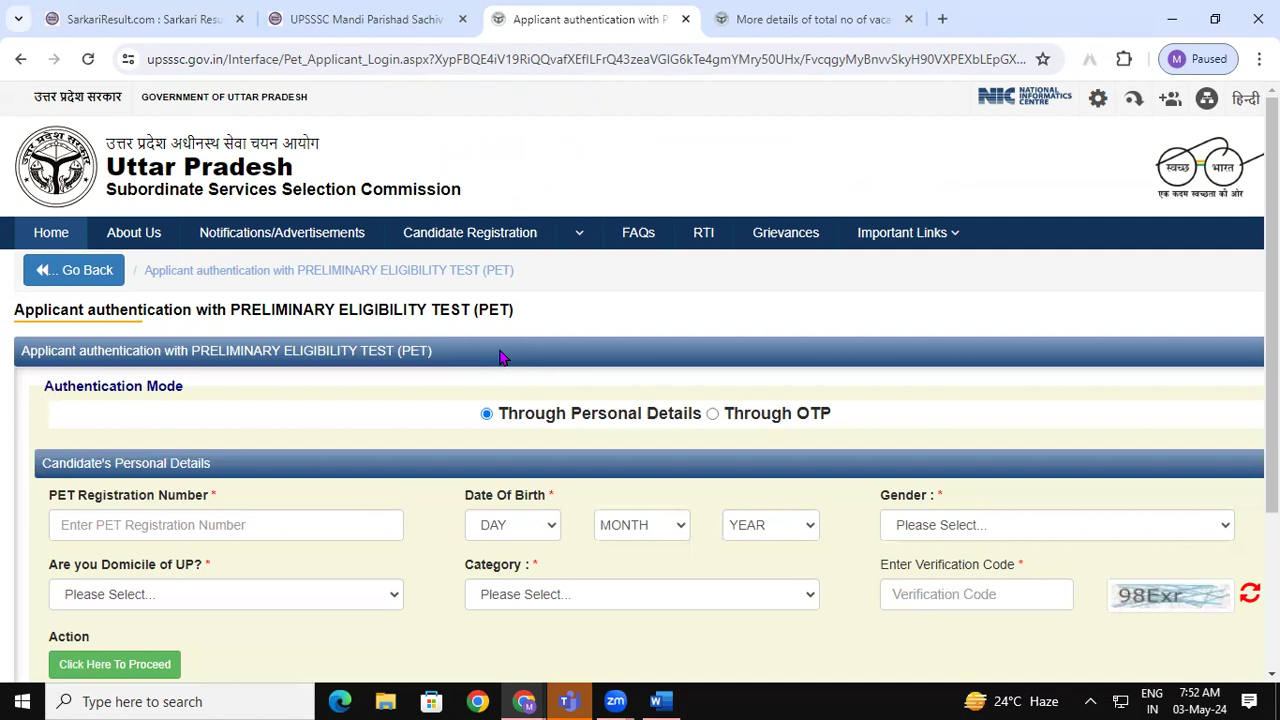 SarkariResult.com : Sarkari Resu
UPSSSC Mandi Parishad Sachiv
Applicant authentication with P
More details of total no of vaca
upsssc.gov.in/Interface/Pet_Applicant_Login.aspx?XypFBQE4iV19RiQQvafXEfILFrQ43zeaVGlG6kTe4gmYMry50UHx/FvcqgyMyBnvvSkyH90VXPEXbLEpGX...
M Paused
उत्तर प्रदेश सरकार GOVERNMENT OF UTTAR PRADESH
NIC NATIONAL INFORMATICS CENTRE
हिन्दी
उत्तर प्रदेश अधीनस्थ सेवा चयन आयोग
Uttar Pradesh
Subordinate Services Selection Commission
स्वच्छ भारत
एक कदम स्वच्छता की ओर
Home About Us Notifications/Advertisements Candidate Registration FAQs RTI Grievances Important Links
... Go Back / Applicant authentication with PRELIMINARY ELIGIBILITY TEST (PET)
Applicant authentication with PRELIMINARY ELIGIBILITY TEST (PET)
Applicant authentication with PRELIMINARY ELIGIBILITY TEST (PET)
Authentication Mode
Through Personal Details Through OTP
Candidate's Personal Details
PET Registration Number * Date Of Birth * Gender : *
Enter PET Registration Number DAY MONTH YEAR Please Select...
Are you Domicile of UP? * Category : * Enter Verification Code *
Please Select... Please Select... Verification Code 98Exr
Action
Click Here To Proceed
Type here to search
24°C Haze
ENG
IN
7:52 AM
03-May-24